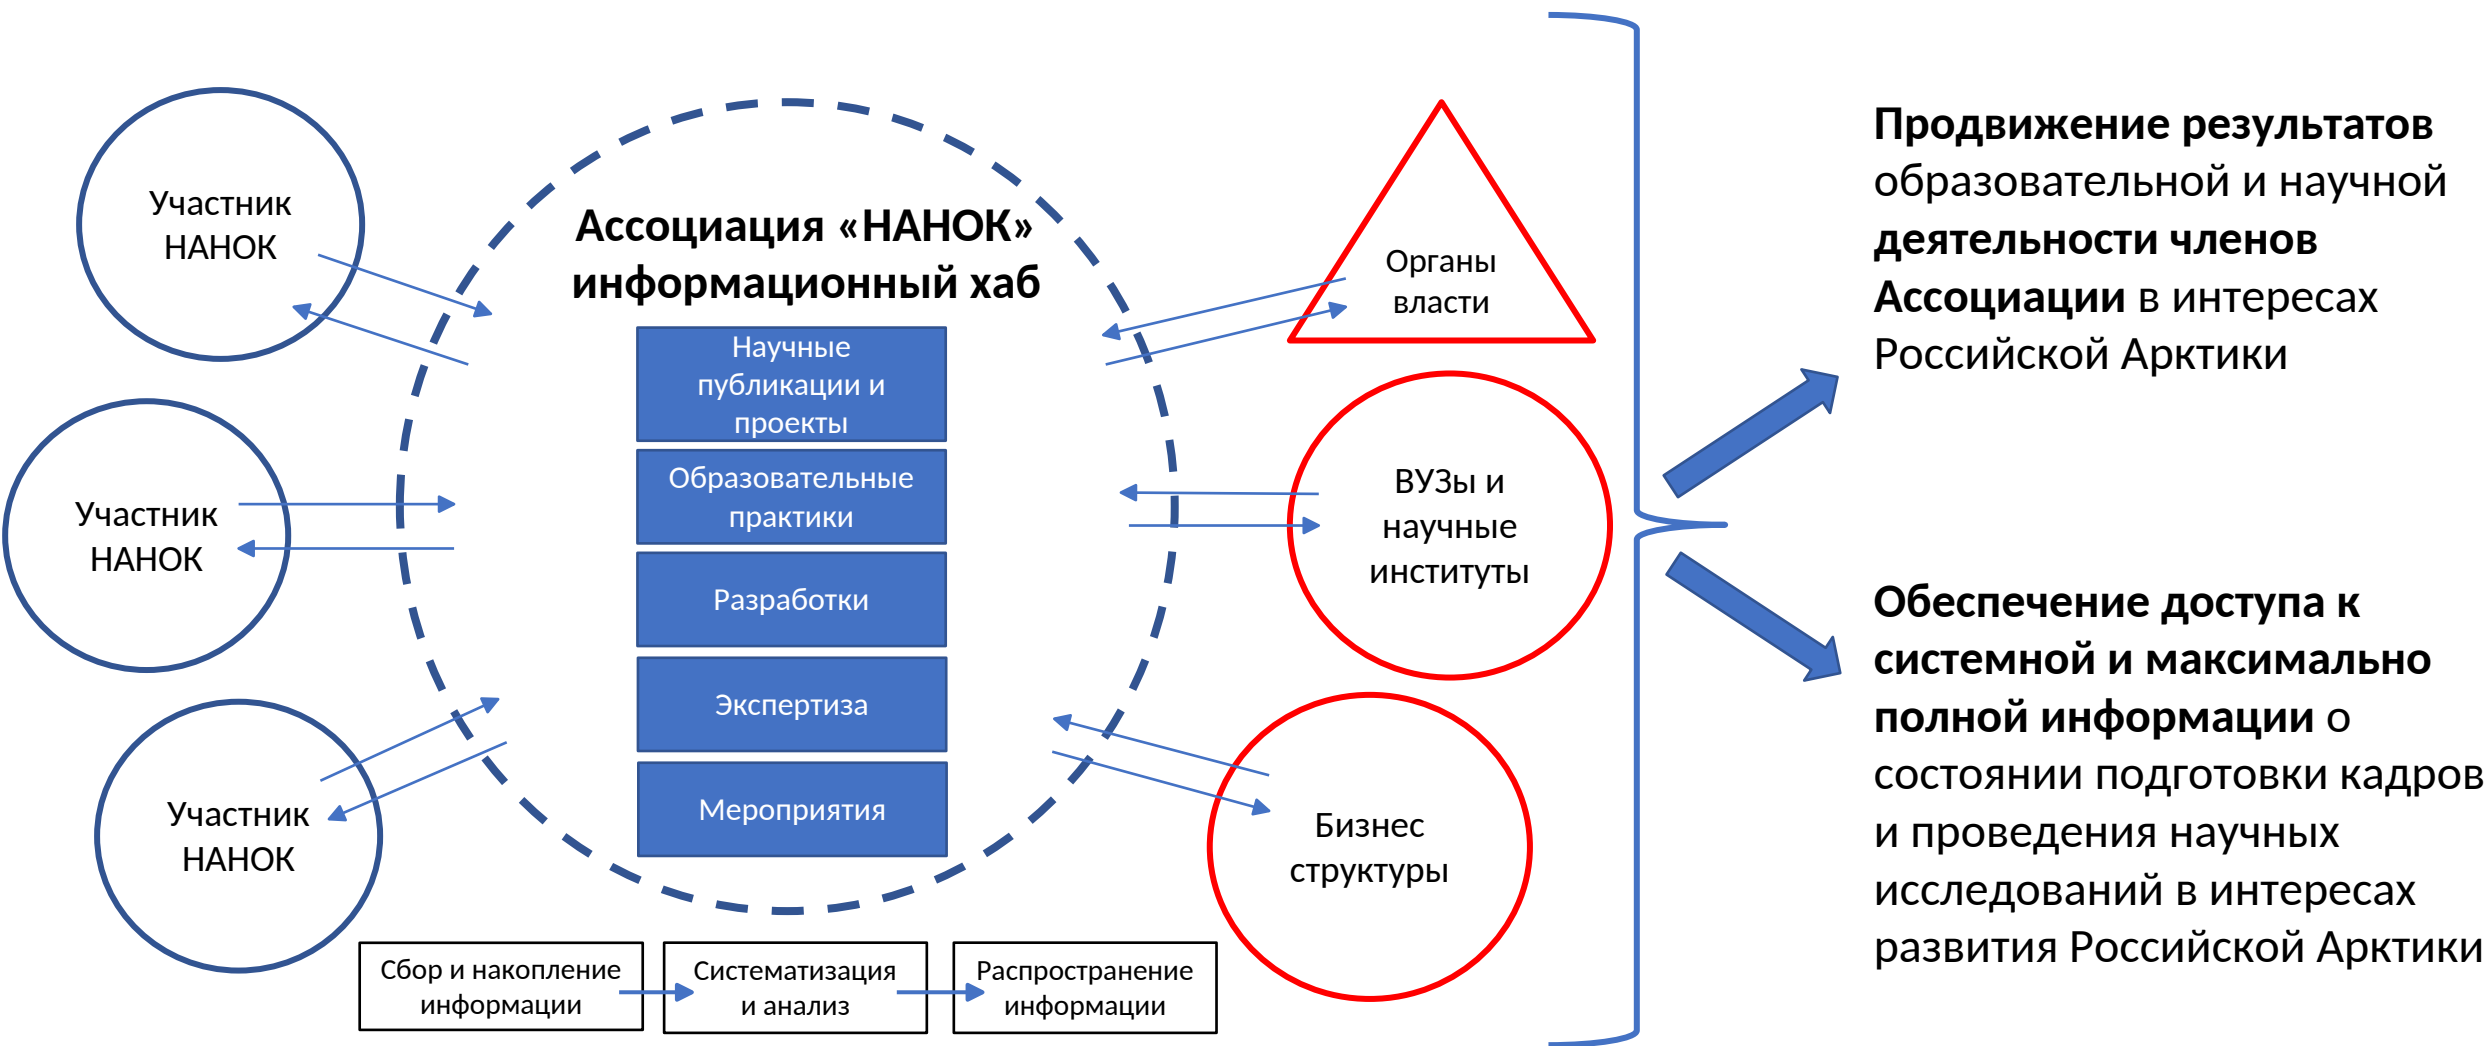 Участник
НАНОК
Участник
НАНОК
Участник
НАНОК
Ассоциация «НАНОК»
информационный хаб
Научные
публикации и
проекты
Образовательные
практики
Разработки
Экспертиза
Мероприятия
Сбор и накопление
информации
Систематизация
и анализ
Распространение
информации
Органы
власти
ВУЗы и
научные
институты
Бизнес
структуры
Продвижение результатов
образовательной и научной
деятельности членов
Ассоциации в интересах
Российской Арктики
Обеспечение доступа к
системной и максимально
полной информации о
состоянии подготовки кадров
и проведения научных
исследований в интересах
развития Российской Арктики